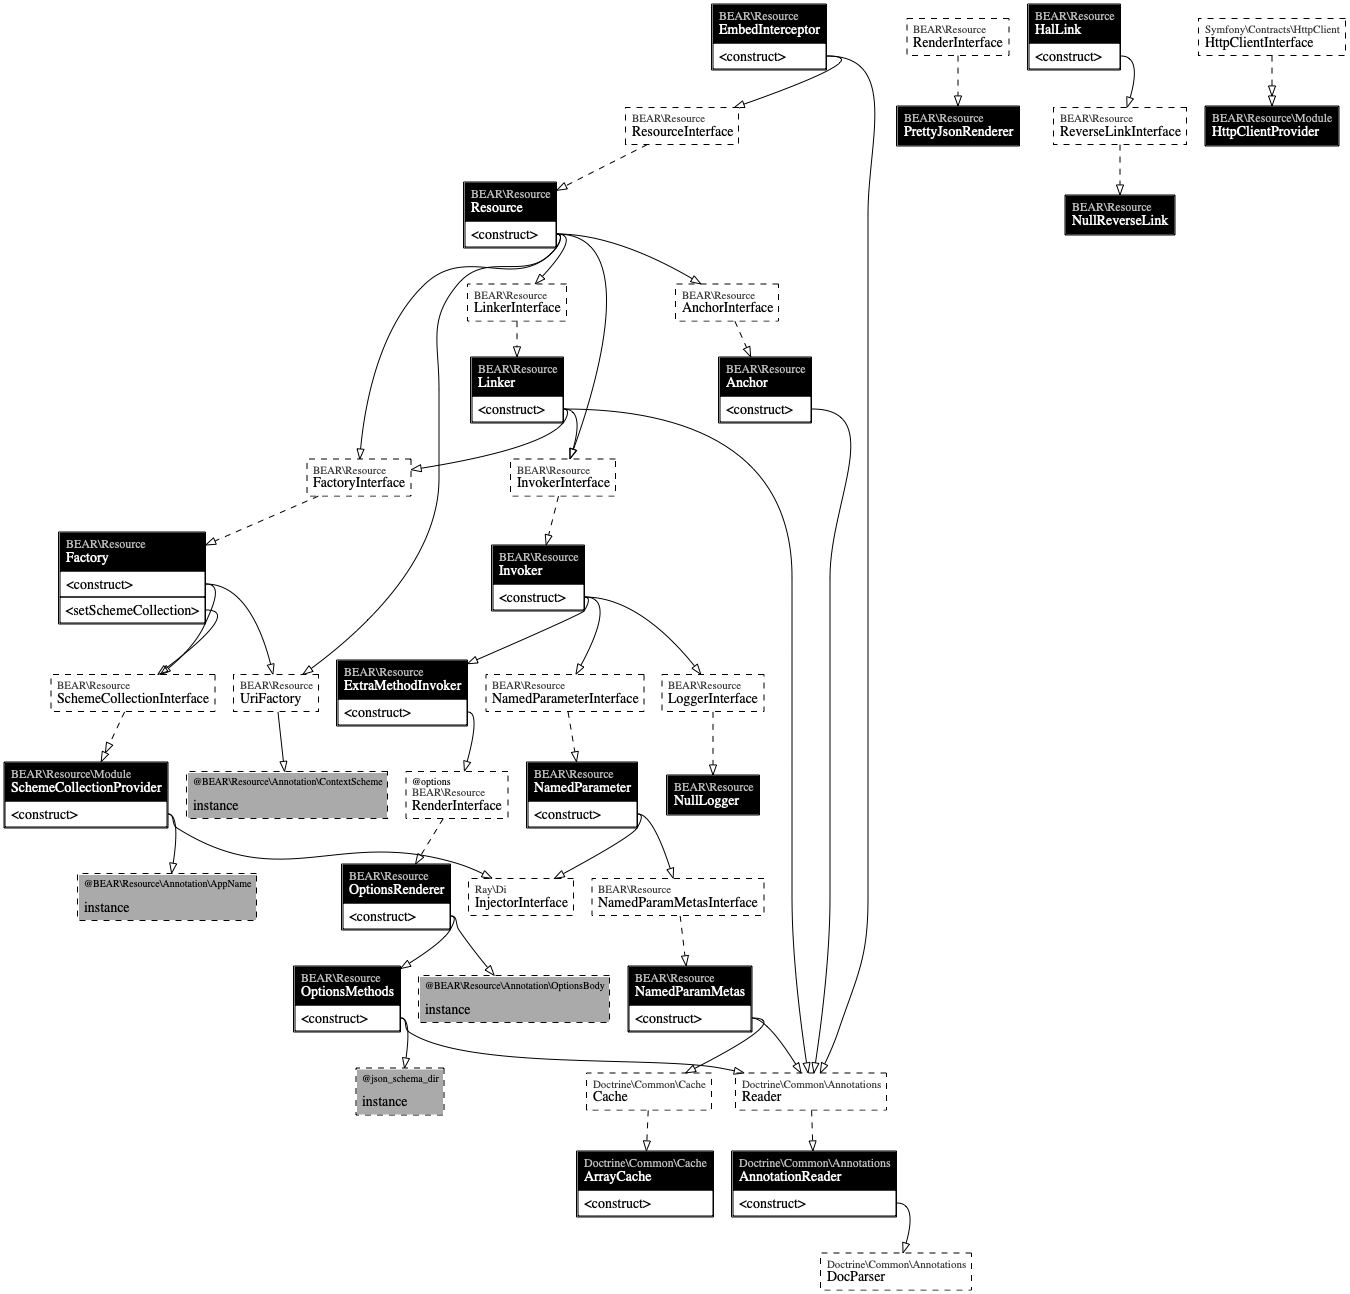 BEAR\Resource
EmbedInterceptor
<construct>
BEAR\Resource
RenderInterface
BEAR\Resource
HalLink
<construct>
Symfony\Contracts\HttpClient
HttpClientInterface
BEAR\Resource
ResourceInterface
BEAR\Resource
PrettyJsonRenderer
BEAR\Resource
ReverseLinkInterface
BEAR\Resource\Module
HttpClientProvider
BEAR\Resource
Resource
<construct>
BEAR\Resource
NullReverseLink
BEAR\Resource
LinkerInterface
BEAR\Resource
AnchorInterface
BEAR\Resource
Linker
<construct>
BEAR\Resource
Anchor
<construct>
BEAR\Resource
FactoryInterface
BEAR\Resource
InvokerInterface
BEAR\Resource
Factory
<construct>
<setSchemeCollection>
BEAR\Resource
Invoker
<construct>
BEAR\Resource
SchemeCollectionInterface
BEAR\Resource
UriFactory
BEAR\Resource
ExtraMethodInvoker
<construct>
BEAR\Resource
NamedParameterInterface
BEAR\Resource
LoggerInterface
BEAR\Resource\Module
SchemeCollectionProvider
<construct>
@BEAR\Resource\Annotation\ContextScheme
instance
@options
BEAR\Resource
RenderInterface
BEAR\Resource
NamedParameter
<construct>
BEAR\Resource
NullLogger
@BEAR\Resource\Annotation\AppName
instance
BEAR\Resource
OptionsRenderer
<construct>
Ray\Di
InjectorInterface
BEAR\Resource
NamedParamMetasInterface
BEAR\Resource
OptionsMethods
<construct>
@BEAR\Resource\Annotation\OptionsBody
instance
BEAR\Resource
NamedParamMetas
<construct>
@json_schema_dir
instance
Doctrine\Common\Cache
Cache
Doctrine\Common\Annotations
Reader
Doctrine\Common\Cache
ArrayCache
<construct>
Doctrine\Common\Annotations
AnnotationReader
<construct>
Doctrine\Common\Annotations
DocParser